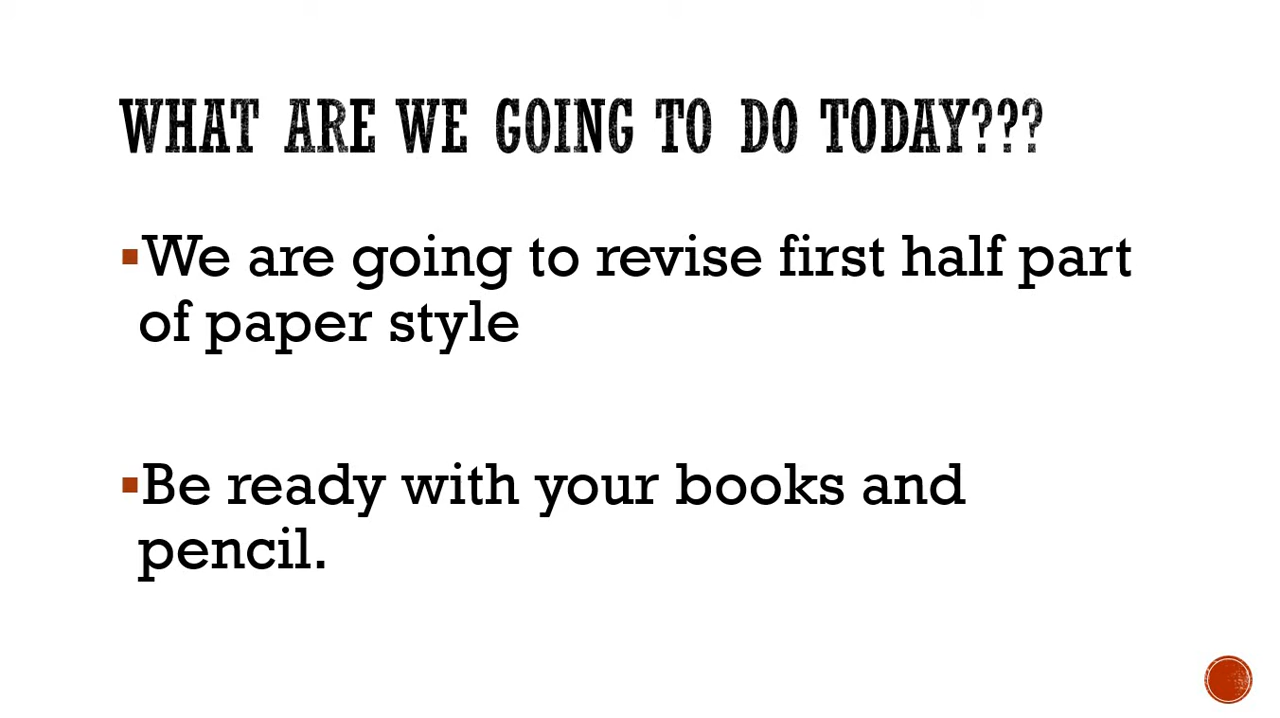 WHAT ARE WE GOING TO DO TODAY???
▪We are going to revise first half part
of paper style
▪Be ready with your books and
pencil.